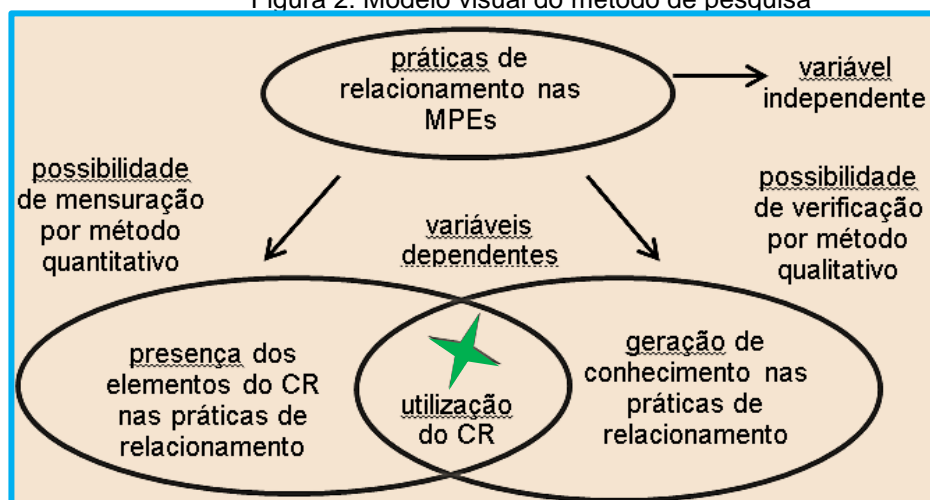 Figura 2. Modelo visual do método de pesquisa
práticas de
relacionamento nas
MPEs
variável
independente
possibilidade
de mensuração
por método
quantitativo
variáveis
dependentes
possibilidade
de verificação
por método
qualitativo
presença dos
elementos do CR
nas práticas de
relacionamento
utilização
do CR
geração de
conhecimento nas
práticas de
relacionamento